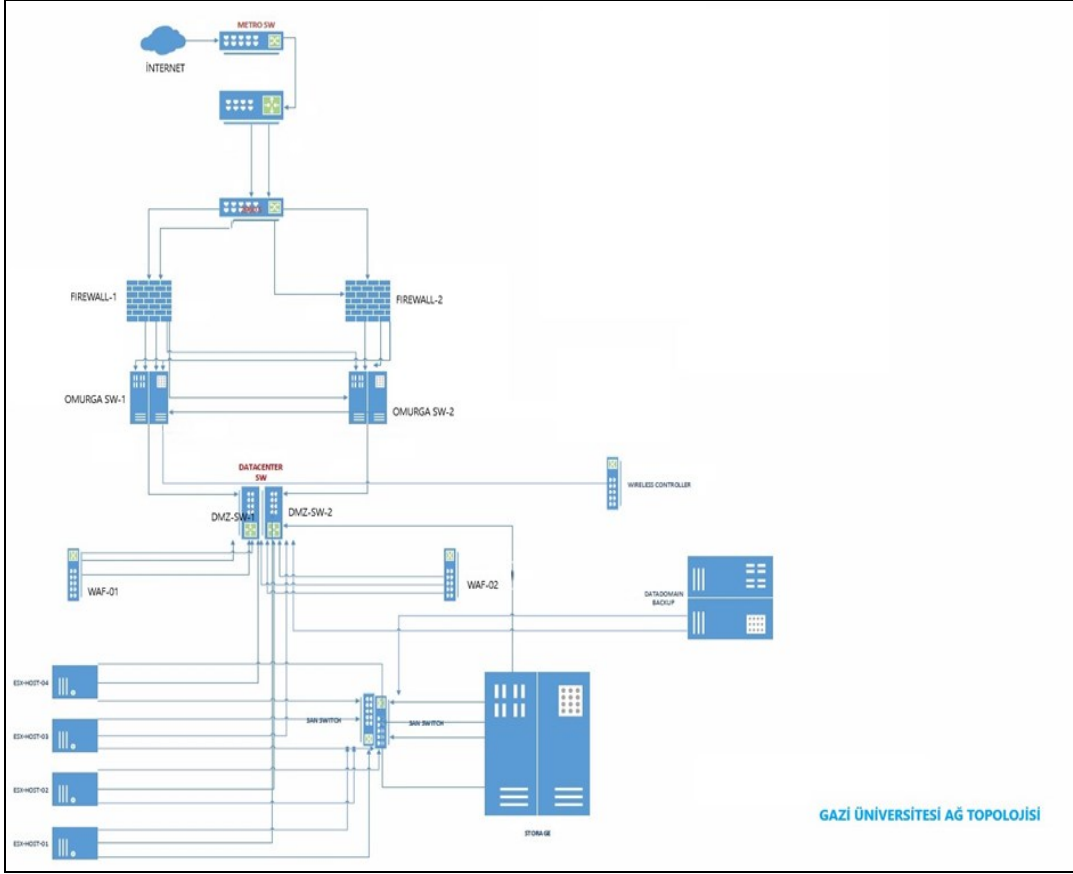 METRO SW
İNTERNET
FIREWALL-1
FIREWALL-2
OMURGA SW-1
OMURGA SW-2
DATACENTER
SW
DMZ-SW-1
DMZ-SW-2
WIRELESS CONTROLLER
WAF-01
WAF-02
DATADOMAIN
BACKUP
ESX-HOST-04
SAN SWITCH
SAN SWITCH
ESX-HOST-03
ESX-HOST-02
ESX-HOST-01
STORAGE
GAZİ ÜNİVERSİTESİ AĞ TOPOLOJİSİ